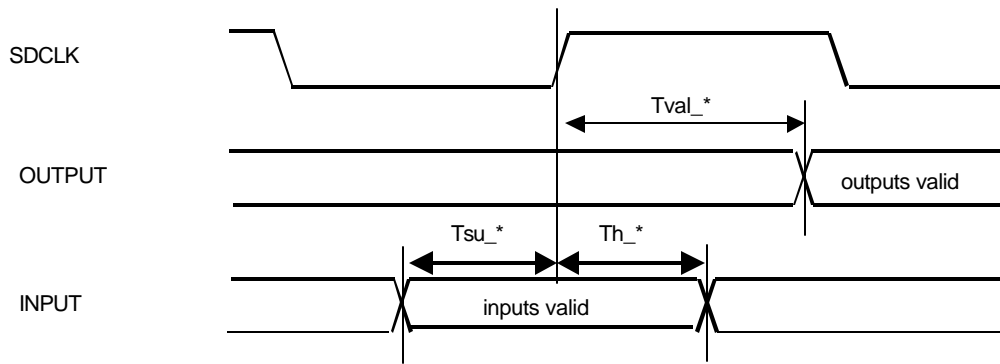 SDCLK
Tval_*
OUTPUT
outputs valid
Tsu_*
Th_*
INPUT
inputs valid